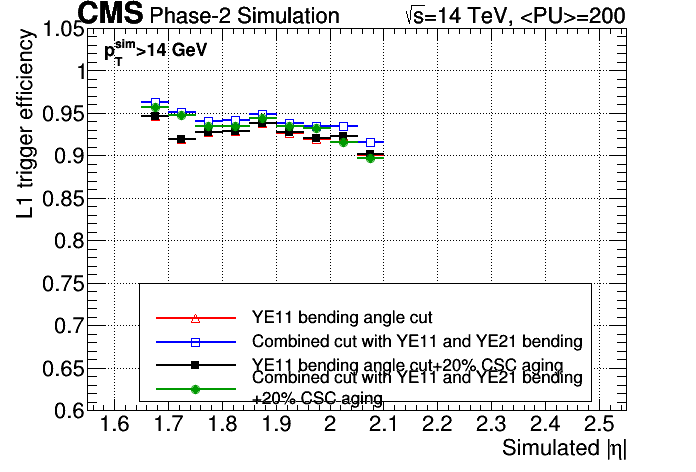 CMS Phase-2 Simulation √s=14 TeV, <PU>=200
p_T^sim>14 GeV
L1 trigger efficiency
1.05
1
0.95
0.9
0.85
0.8
0.75
0.7
0.65
0.6
YE11 bending angle cut
Combined cut with YE11 and YE21 bending
YE11 bending angle cut+20% CSC aging
Combined cut with YE11 and YE21 bending
+20% CSC aging
1.6 1.7 1.8 1.9 2 2.1 2.2 2.3 2.4 2.5
Simulated |η|